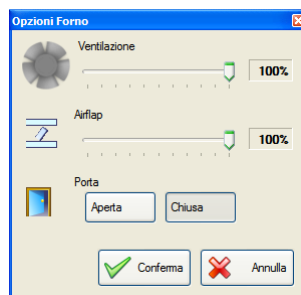 Opzioni Forno
Ventilazione
100%
Airflap
100%
Porta
Aperta Chiusa
Conferma Annulla